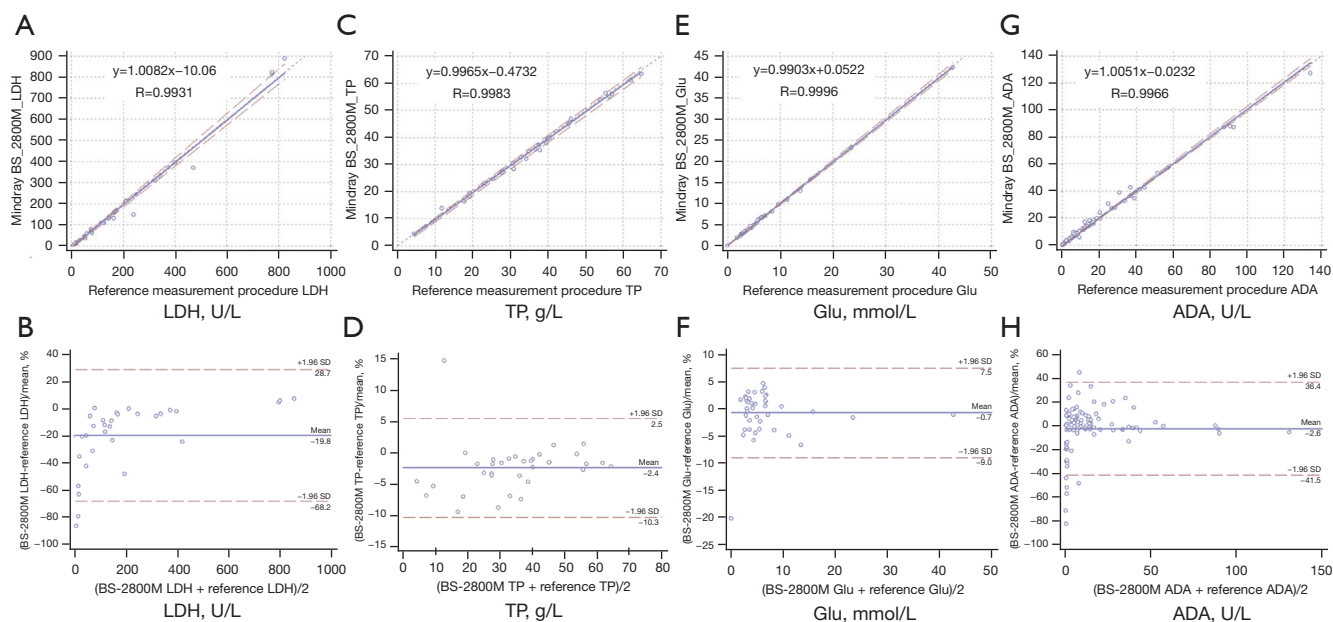 A
900
800
700
600
500
400
300
200
100
0
Mindray BS_2800M_LDH
y=1.0082x−10.06
R=0.9931
0 200 400 600 800 1000
Reference measurement procedure LDH
LDH, U/L
C
70
60
50
40
30
20
10
0
Mindray BS_2800M_TP
y=0.9965x−0.4732
R=0.9983
0 10 20 30 40 50 60 70
Reference measurement procedure TP
TP, g/L
E
45
40
35
30
25
20
15
10
5
0
Mindray BS_2800M_Glu
y=0.9903x+0.0522
R=0.9996
0 10 20 30 40 50
Reference measurement procedure Glu
Glu, mmol/L
G
140
120
100
80
60
40
20
0
Mindray BS_2800M_ADA
y=1.0051x−0.0232
R=0.9966
0 20 40 60 80 100 120 140
Reference measurement procedure ADA
ADA, U/L
B
40
20
0
−20
−40
−60
−80
−100
(BS-2800M LDH-reference LDH)/mean, %
+1.96 SD
28.7
Mean
−19.8
−1.96 SD
−68.2
0 200 400 600 800 1000
(BS-2800M LDH + reference LDH)/2
LDH, U/L
D
15
10
5
0
−5
−10
−15
(BS-2800M TP-reference TP)/mean, %
+1.96 SD
2.5
Mean
−2.4
−1.96 SD
−10.3
0 10 20 30 40 50 60 70 80
(BS-2800M TP + reference TP)/2
TP, g/L
F
10
5
0
−5
−10
−15
−20
−25
(BS-2800M Glu-reference Glu)/mean, %
+1.96 SD
7.5
Mean
−0.7
−1.96 SD
−9.0
0 10 20 30 40 50
(BS-2800M Glu + reference Glu)/2
Glu, mmol/L
H
60
40
20
0
−20
−40
−60
−80
−100
(BS-2800M ADA-reference ADA)/mean, %
+1.96 SD
36.4
Mean
−2.6
−1.96 SD
−41.5
0 50 100 150
(BS-2800M ADA + reference ADA)/2
ADA, U/L